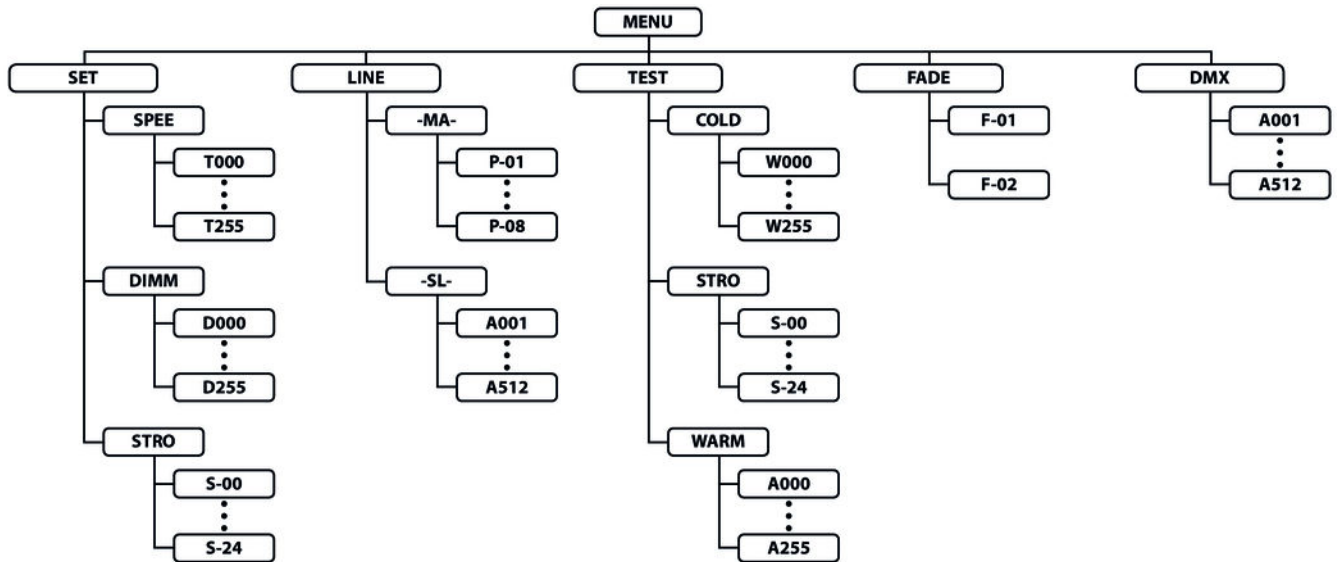 MENU
SET
SPEE
T000
T255
DIMM
D000
D255
STRO
S-00
S-24
LINE
-MA-
P-01
P-08
-SL-
A001
A512
TEST
COLD
W000
W255
STRO
S-00
S-24
WARM
A000
A255
FADE
F-01
F-02
DMX
A001
A512